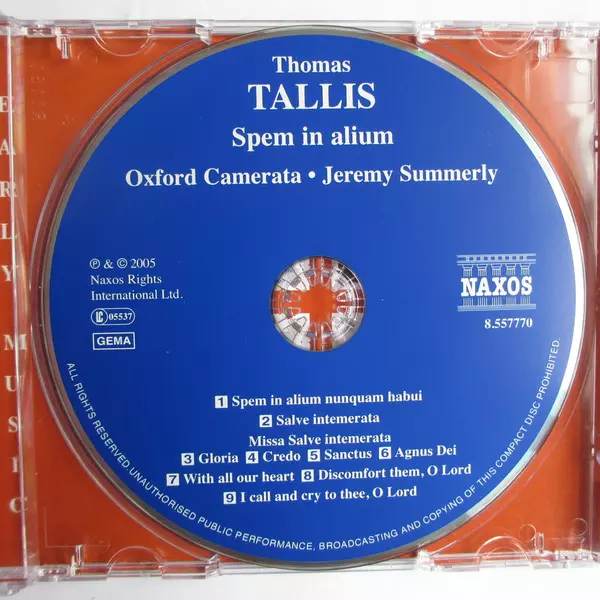 Thomas
TALLIS
Spem in alium
Oxford Camerata • Jeremy Summerly
℗ & © 2005
Naxos Rights
International Ltd.
LC 05537
GEMA
NAXOS
8.557770
1 Spem in alium nunquam habui
2 Salve intemerata
Missa Salve intemerata
3 Gloria 4 Credo 5 Sanctus 6 Agnus Dei
7 With all our heart 8 Discomfort them, O Lord
9 I call and cry to thee, O Lord
ALL RIGHTS RESERVED. UNAUTHORISED PUBLIC PERFORMANCE, BROADCASTING AND COPYING OF THIS COMPACT DISC PROHIBITED.
EARLY MUSIC